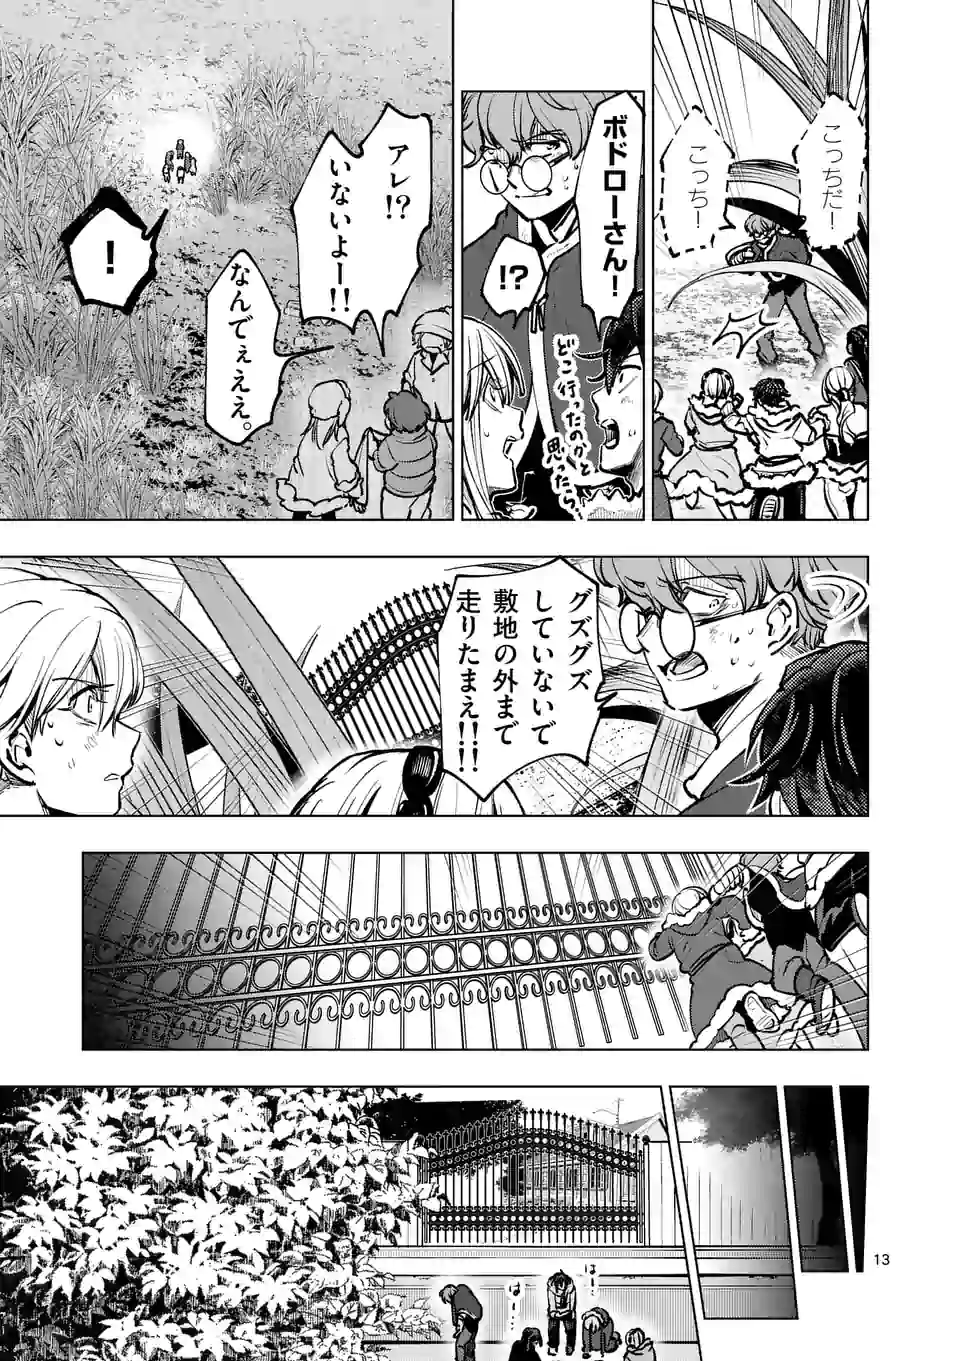 こっちだー!
こっちー!
ボドローさん!
!?
どこ行ったのかと
思ったら
アレ!?
いないよー!!
なんでぇええ。
!
グズグズ
していないで
敷地の外まで
走りたまえ!!!
はー
はー
13